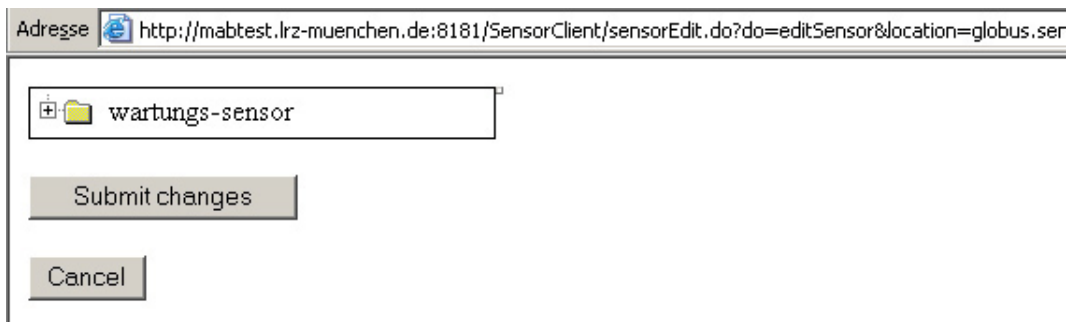 Adresse http://mabtest.lrz-muenchen.de:8181/SensorClient/sensorEdit.do?do=editSensor&location=globus.ser
wartungs-sensor
Submit changes
Cancel